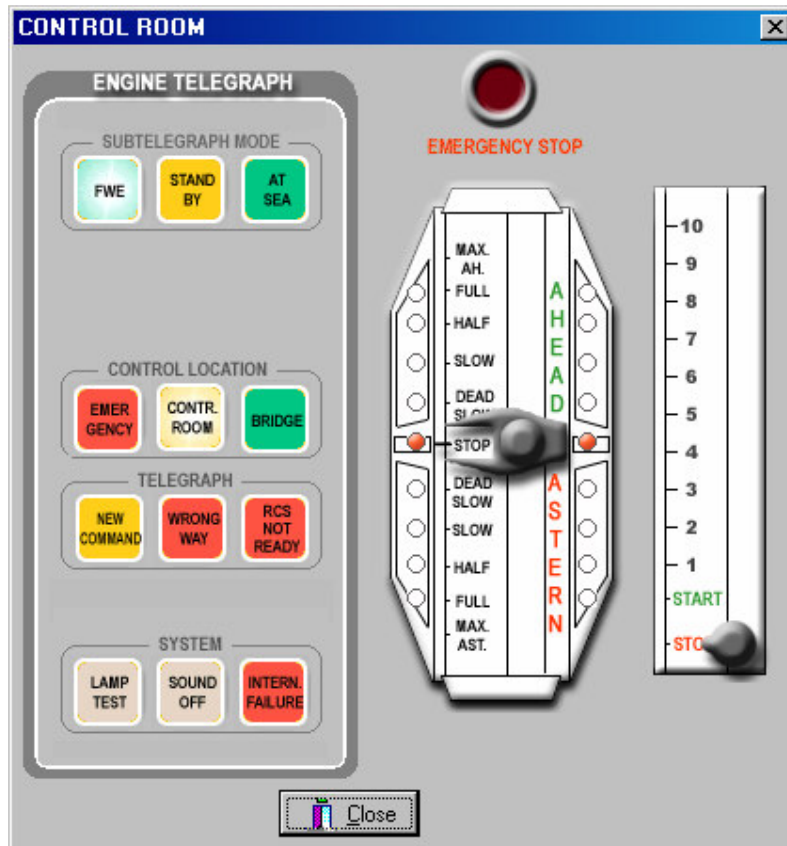 CONTROL ROOM
ENGINE TELEGRAPH
SUBTELEGRAPH MODE
FWE
STAND
BY
AT
SEA
CONTROL LOCATION
EMER
GENCY
CONTR.
ROOM
BRIDGE
TELEGRAPH
NEW
COMMAND
WRONG
WAY
RCS
NOT
READY
SYSTEM
LAMP
TEST
SOUND
OFF
INTERN.
FAILURE
EMERGENCY STOP
MAX.
AH.
FULL
HALF
SLOW
DEAD
SLOW
STOP
DEAD
SLOW
SLOW
HALF
FULL
MAX.
AST.
AHEAD
ASTERN
10
9
8
7
6
5
4
3
2
1
START
STO
Close